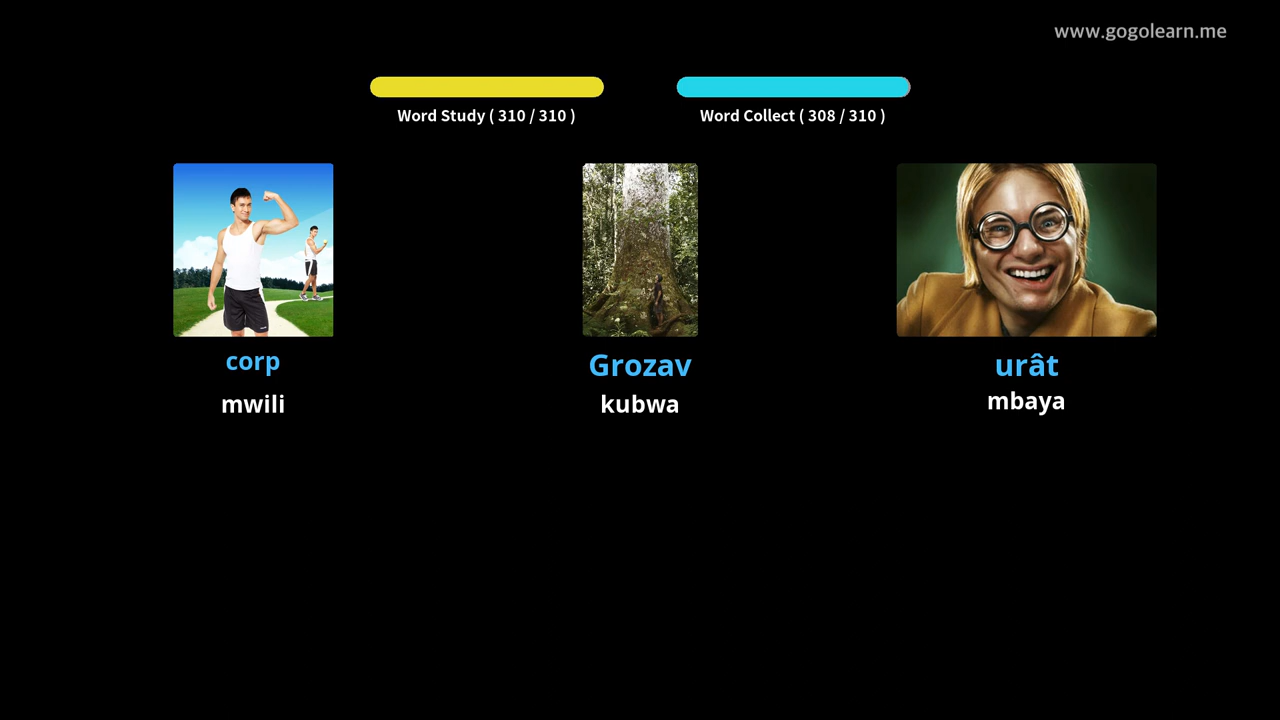 www.gogolearn.me
Word Study ( 310 / 310 )
Word Collect ( 308 / 310 )
corp
mwili
Grozav
kubwa
urât
mbaya